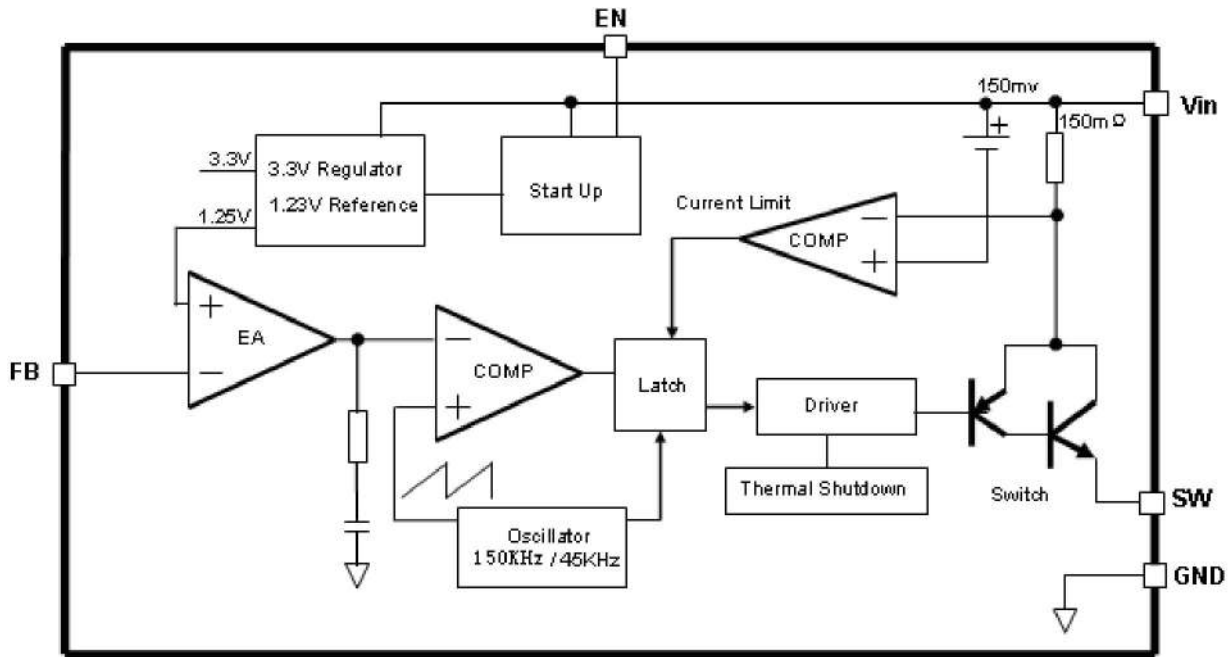 EN
150mv
Vin
150mΩ
3.3V
3.3V Regulator
1.23V Reference
Start Up
1.25V
Current Limit
COMP
−
+
+
EA
−
FB
−
COMP
+
Latch
Driver
Thermal Shutdown
Switch
SW
Oscillator
150KHz /45KHz
GND
+